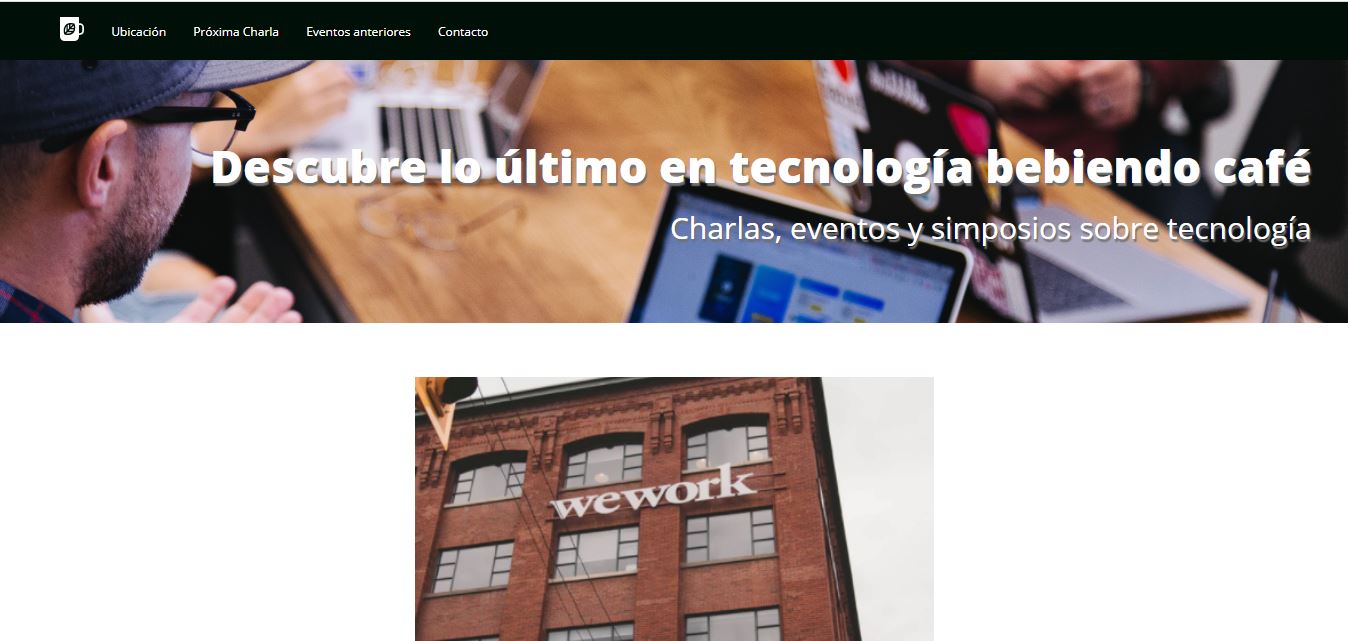 Ubicación
Próxima Charla
Eventos anteriores
Contacto
Descubre lo último en tecnología bebiendo café
Charlas, eventos y simposios sobre tecnología
wework